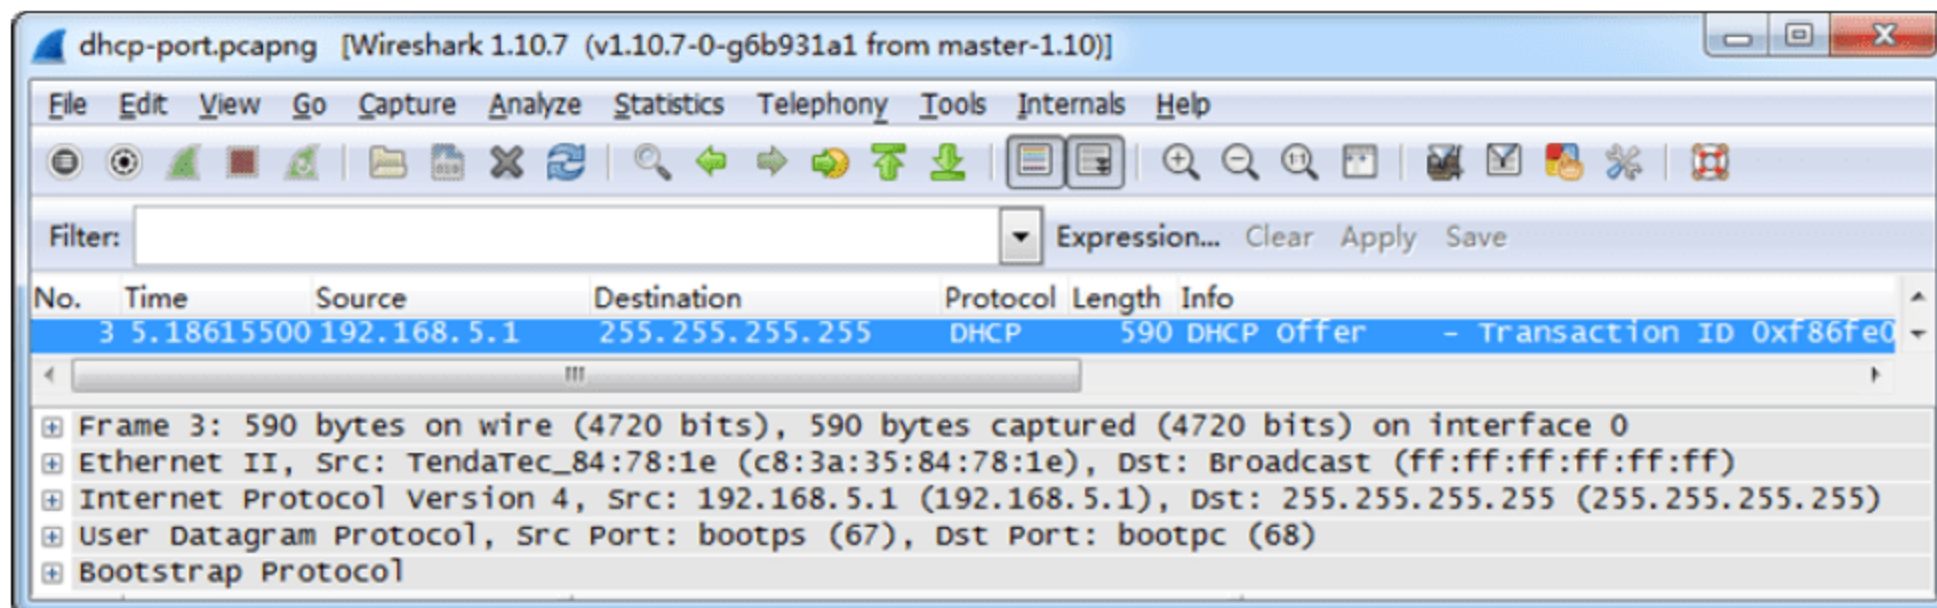 dhcp-port.pcapng [Wireshark 1.10.7 (v1.10.7-0-g6b931a1 from master-1.10)]
File Edit View Go Capture Analyze Statistics Telephony Tools Internals Help
Filter: Expression... Clear Apply Save
No. Time Source Destination Protocol Length Info
3 5.18615500 192.168.5.1 255.255.255.255 DHCP 590 DHCP Offer - Transaction ID 0xf86fe0
Frame 3: 590 bytes on wire (4720 bits), 590 bytes captured (4720 bits) on interface 0
Ethernet II, Src: TendaTec_84:78:1e (c8:3a:35:84:78:1e), Dst: Broadcast (ff:ff:ff:ff:ff:ff)
Internet Protocol Version 4, Src: 192.168.5.1 (192.168.5.1), Dst: 255.255.255.255 (255.255.255.255)
User Datagram Protocol, Src Port: bootps (67), Dst Port: bootpc (68)
Bootstrap Protocol